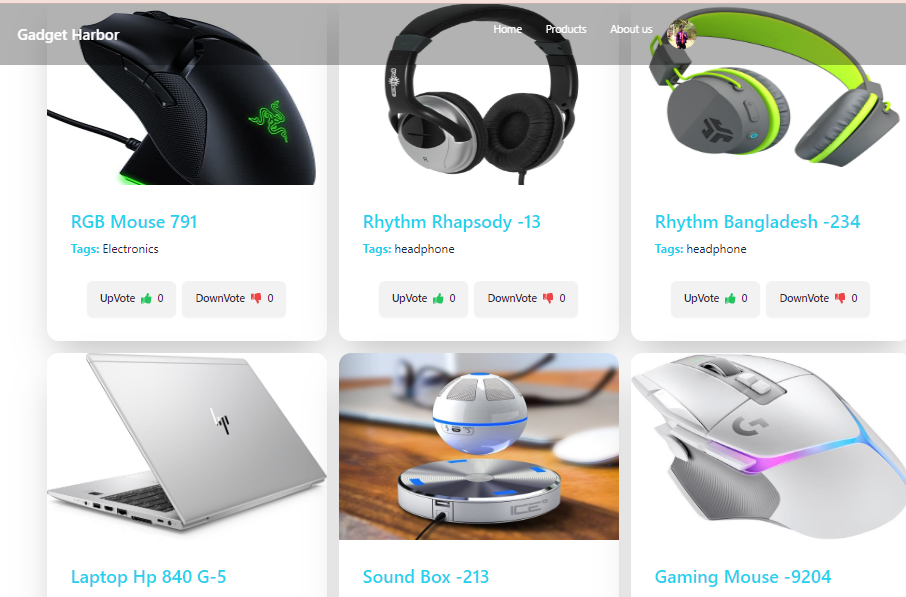 Gadget Harbor
Home Products About us
RGB Mouse 791
Tags: Electronics
UpVote 0 DownVote 0
Rhythm Rhapsody -13
Tags: headphone
UpVote 0 DownVote 0
Rhythm Bangladesh -234
Tags: headphone
UpVote 0 DownVote 0
hp
ICE
G
Laptop Hp 840 G-5
Sound Box -213
Gaming Mouse -9204